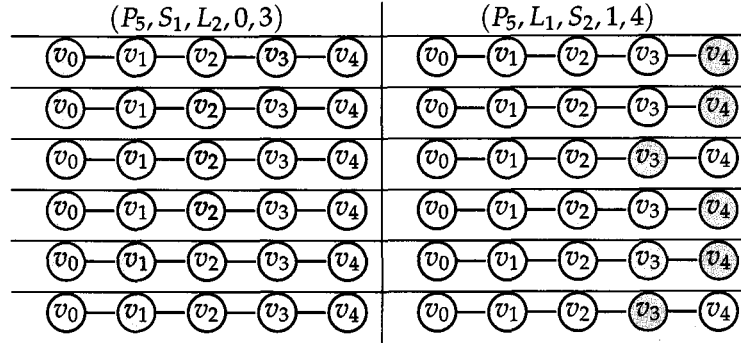 (P₅, S₁, L₂, 0, 3) (P₅, L₁, S₂, 1, 4)
v₀ v₁ v₂ v₃ v₄ v₀ v₁ v₂ v₃ v₄
v₀ v₁ v₂ v₃ v₄ v₀ v₁ v₂ v₃ v₄
v₀ v₁ v₂ v₃ v₄ v₀ v₁ v₂ v₃ v₄
v₀ v₁ v₂ v₃ v₄ v₀ v₁ v₂ v₃ v₄
v₀ v₁ v₂ v₃ v₄ v₀ v₁ v₂ v₃ v₄
v₀ v₁ v₂ v₃ v₄ v₀ v₁ v₂ v₃ v₄